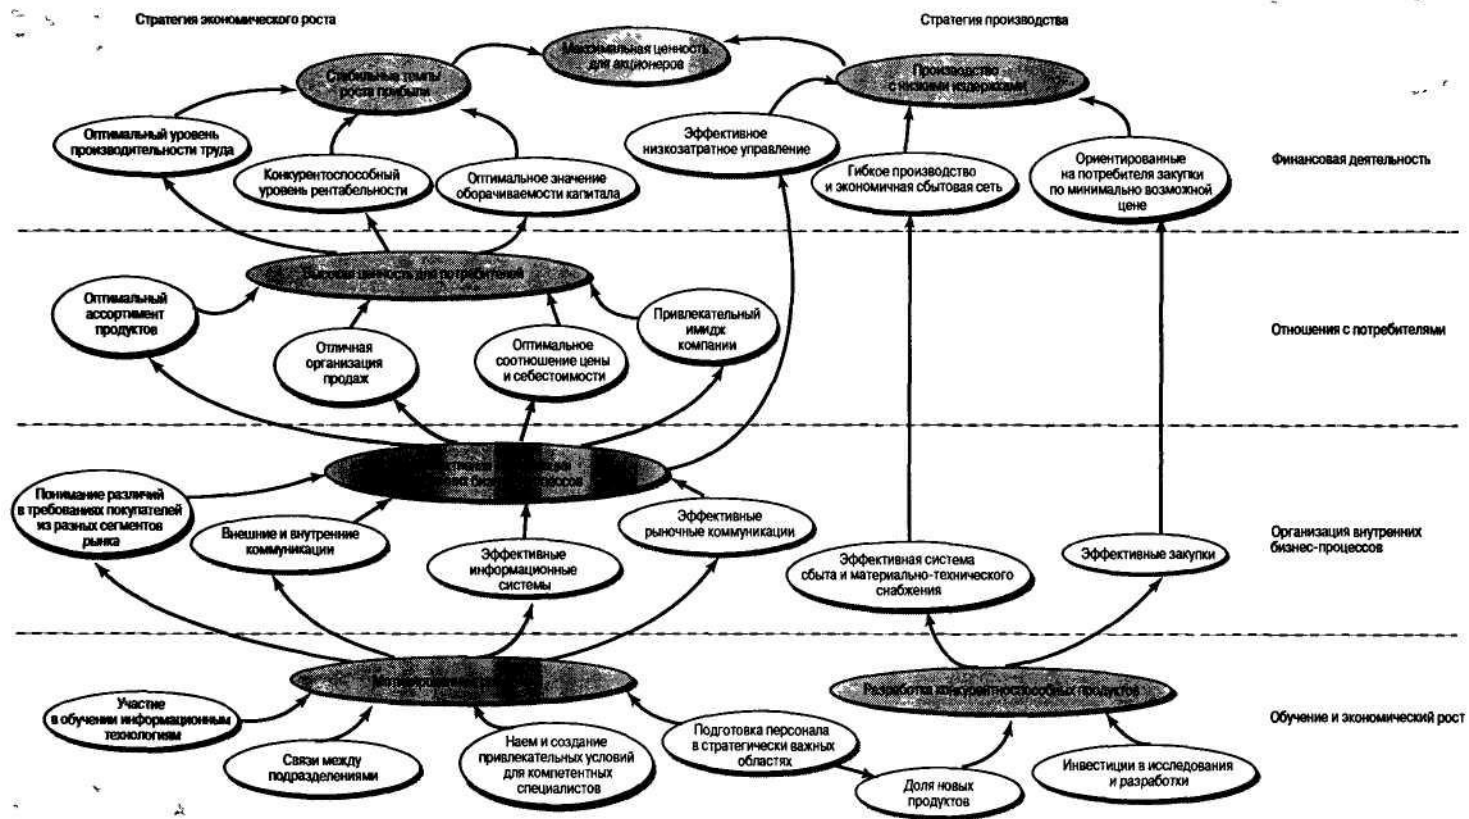 Стратегия экономического роста
Стратегия производства
Максимальная ценность
для акционеров
Стабильные темпы
роста прибыли
Производство
с низкими издержками
Оптимальный уровень
производительности труда
Конкурентоспособный
уровень рентабельности
Оптимальное значение
оборачиваемости капитала
Эффективное
низкозатратное управление
Гибкое производство
и экономичная сбытовая сеть
Ориентированные
на потребителя закупки
по минимально возможной
цене
Финансовая деятельность
Высокая ценность для потребителей
Оптимальный
ассортимент
продуктов
Отличная
организация
продаж
Оптимальное
соотношение цены
и себестоимости
Привлекательный
имидж
компании
Отношения с потребителями
Понимание различий
в требованиях покупателей
из разных сегментов
рынка
Внешние и внутренние
коммуникации
Эффективные
информационные
системы
Эффективные
рыночные коммуникации
Эффективная система
сбыта и материально-технического
снабжения
Эффективные закупки
Организация внутренних
бизнес-процессов
Разработка конкурентноспособных продуктов
Участие
в обучении информационным
технологиям
Связи между
подразделениями
Наем и создание
привлекательных условий
для компетентных
специалистов
Подготовка персонала
в стратегически важных
областях
Доля новых
продуктов
Инвестиции в исследования
и разработки
Обучение и экономический рост